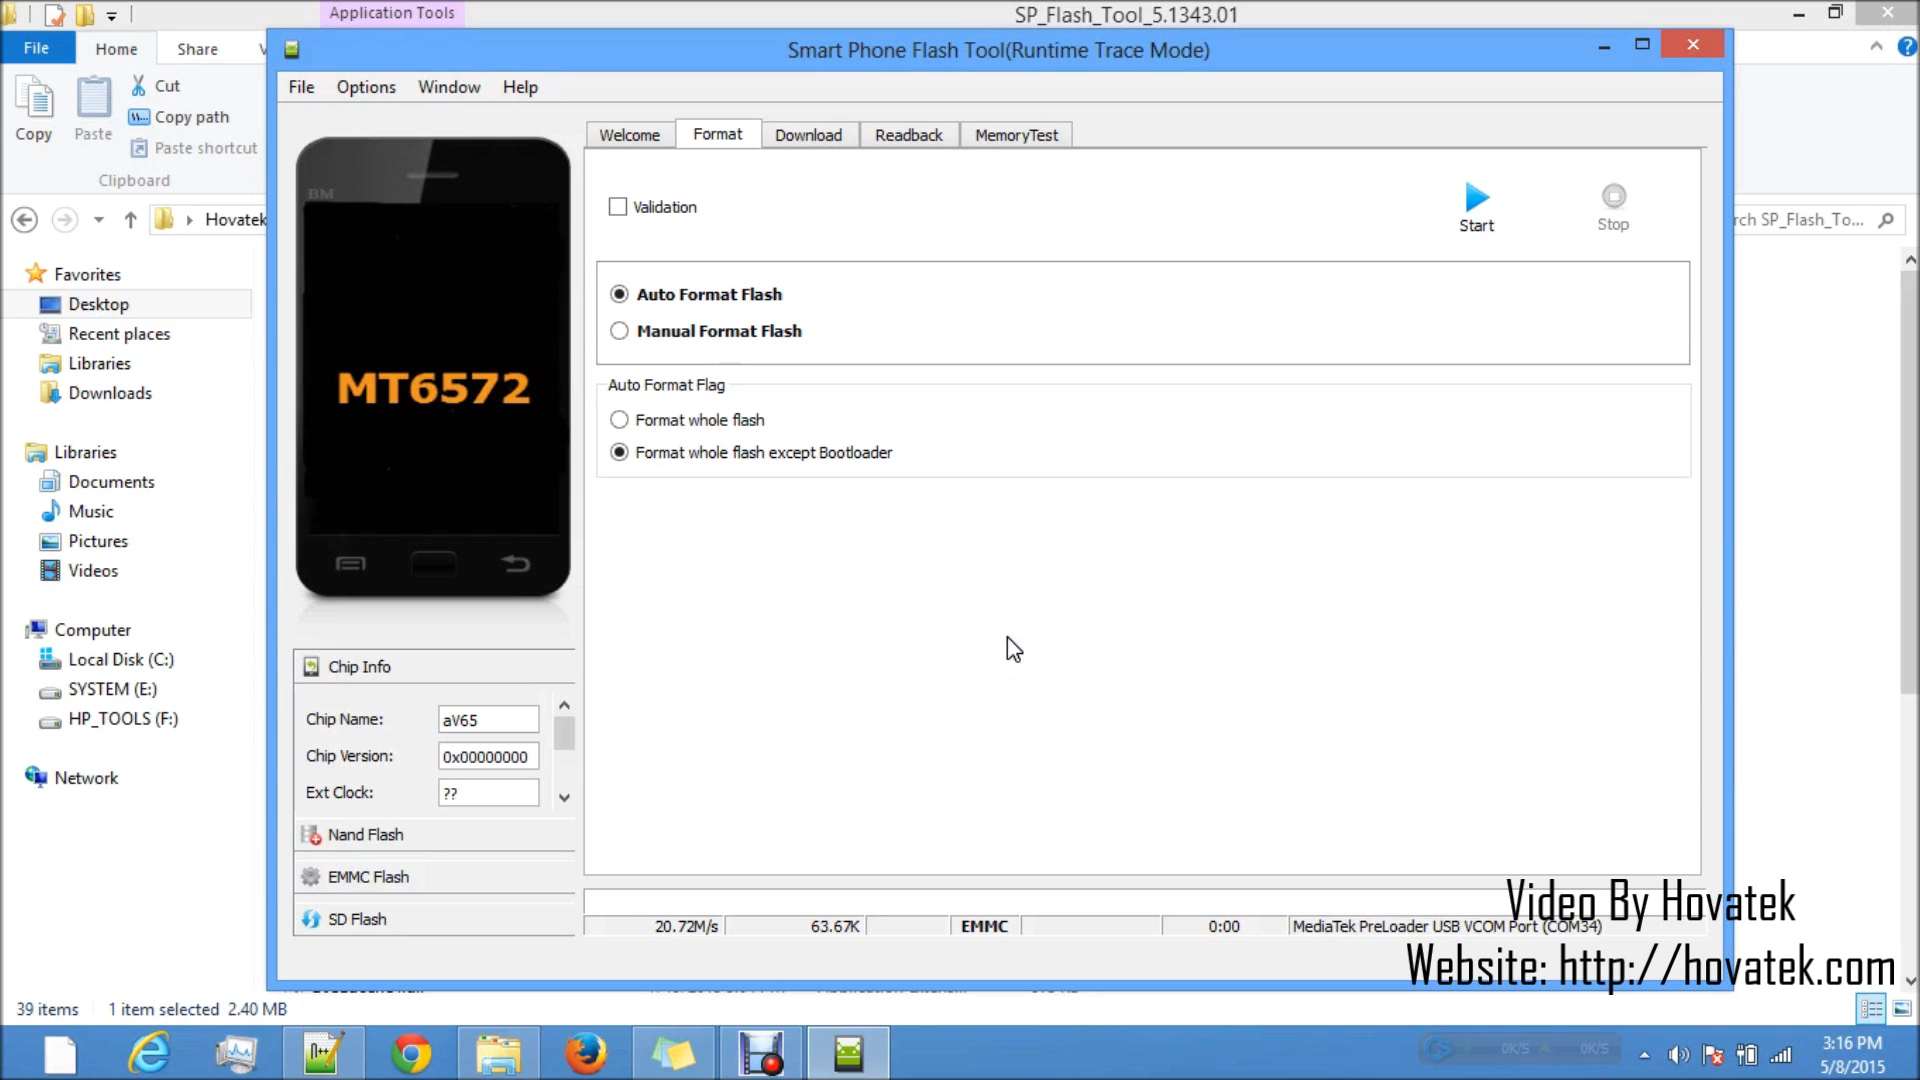 Application Tools
SP_Flash_Tool_5.1343.01
File
Home
Share
V
Smart Phone Flash Tool(Runtime Trace Mode)
File Options Window Help
Cut
Copy path
Paste shortcut
Copy
Paste
Clipboard
Hovatek
rch SP_Flash_To...
Favorites
Desktop
Recent places
Libraries
Downloads
Libraries
Documents
Music
Pictures
Videos
Computer
Local Disk (C:)
SYSTEM (E:)
HP_TOOLS (F:)
Network
BM
MT6572
Chip Info
Chip Name: aV65
Chip Version: 0x00000000
Ext Clock: ??
Nand Flash
EMMC Flash
SD Flash
Welcome Format Download Readback MemoryTest
Validation
Start
Stop
Auto Format Flash
Manual Format Flash
Auto Format Flag
Format whole flash
Format whole flash except Bootloader
20.72M/s 63.67K EMMC 0:00 MediaTek PreLoader USB VCOM Port (COM34)
Video By Hovatek
Website: http://hovatek.com
39 items 1 item selected 2.40 MB
n++
0K/S 0K/S
3:16 PM
5/8/2015